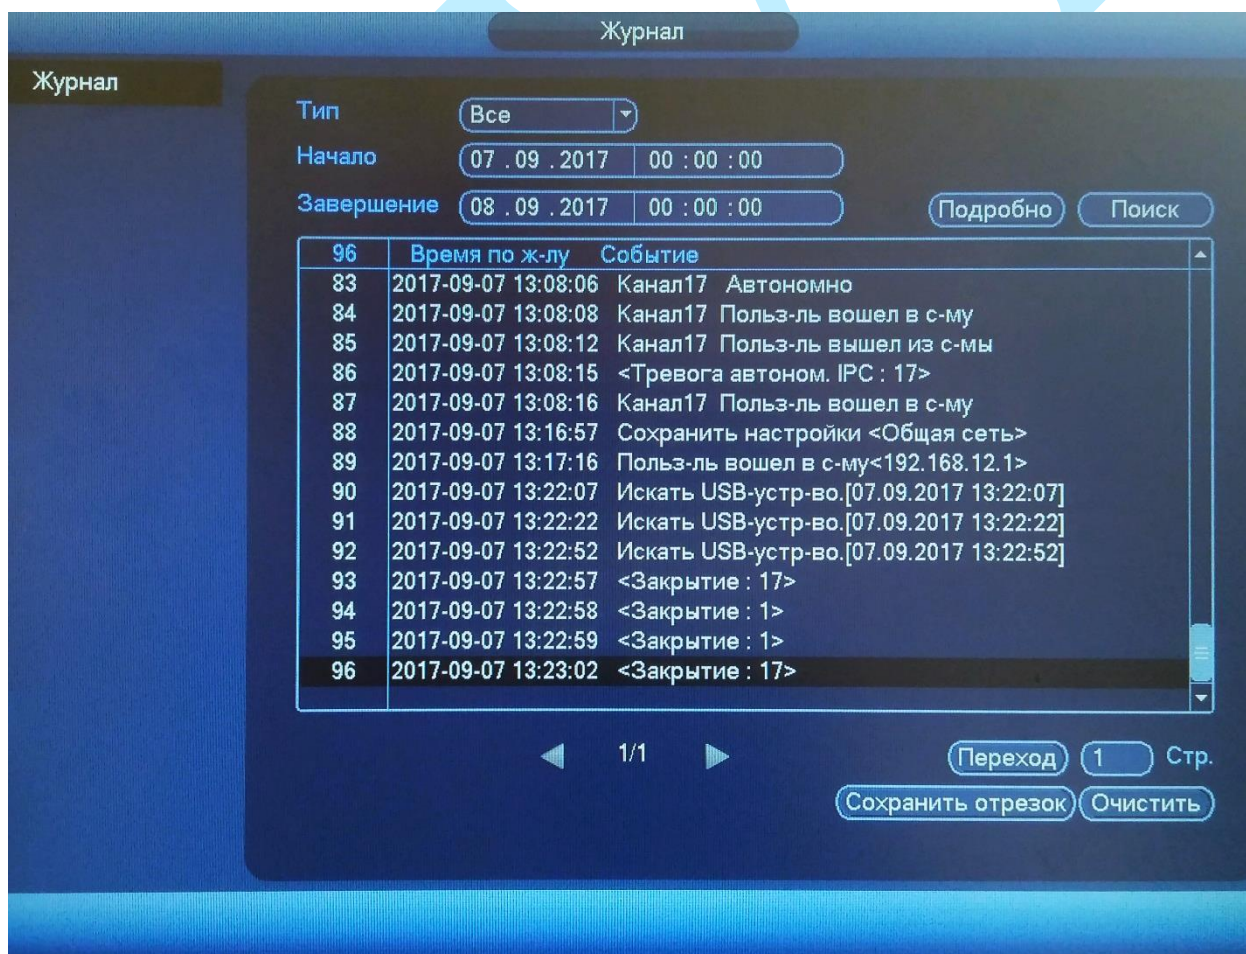 Журнал
Журнал
Тип Все
Начало 07 . 09 . 2017 00 : 00 : 00
Завершение 08 . 09 . 2017 00 : 00 : 00 Подробно Поиск
96 Время по ж-лу Событие
83 2017-09-07 13:08:06 Канал17 Автономно
84 2017-09-07 13:08:08 Канал17 Польз-ль вошел в с-му
85 2017-09-07 13:08:12 Канал17 Польз-ль вышел из с-мы
86 2017-09-07 13:08:15 <Тревога автоном. IPC : 17>
87 2017-09-07 13:08:16 Канал17 Польз-ль вошел в с-му
88 2017-09-07 13:16:57 Сохранить настройки <Общая сеть>
89 2017-09-07 13:17:16 Польз-ль вошел в с-му<192.168.12.1>
90 2017-09-07 13:22:07 Искать USB-устр-во.[07.09.2017 13:22:07]
91 2017-09-07 13:22:22 Искать USB-устр-во.[07.09.2017 13:22:22]
92 2017-09-07 13:22:52 Искать USB-устр-во.[07.09.2017 13:22:52]
93 2017-09-07 13:22:57 <Закрытие : 17>
94 2017-09-07 13:22:58 <Закрытие : 1>
95 2017-09-07 13:22:59 <Закрытие : 1>
96 2017-09-07 13:23:02 <Закрытие : 17>
1/1 Переход 1 Стр.
Сохранить отрезок Очистить